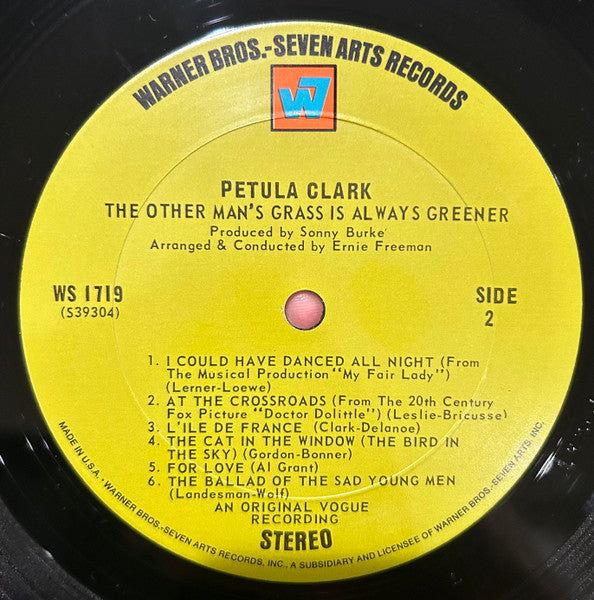 WARNER BROS.-SEVEN ARTS RECORDS
W7
PETULA CLARK
THE OTHER MAN'S GRASS IS ALWAYS GREENER
Produced by Sonny Burke
Arranged & Conducted by Ernie Freeman
WS 1719
(S39304)
SIDE
2
1. I COULD HAVE DANCED ALL NIGHT (From
The Musical Production "My Fair Lady")
(Lerner-Loewe)
2. AT THE CROSSROADS (From The 20th Century
Fox Picture "Doctor Dolittle") (Leslie-Bricusse)
3. L'ILE DE FRANCE (Clark-Delanoe)
4. THE CAT IN THE WINDOW (THE BIRD IN
THE SKY) (Gordon-Bonner)
5. FOR LOVE (Al Grant)
6. THE BALLAD OF THE SAD YOUNG MEN
(Landesman-Wolf)
AN ORIGINAL VOGUE
RECORDING
STEREO
MADE IN U.S.A. • WARNER BROS.-SEVEN ARTS RECORDS, INC., A SUBSIDIARY AND LICENSEE OF WARNER BROS.-SEVEN ARTS, INC.